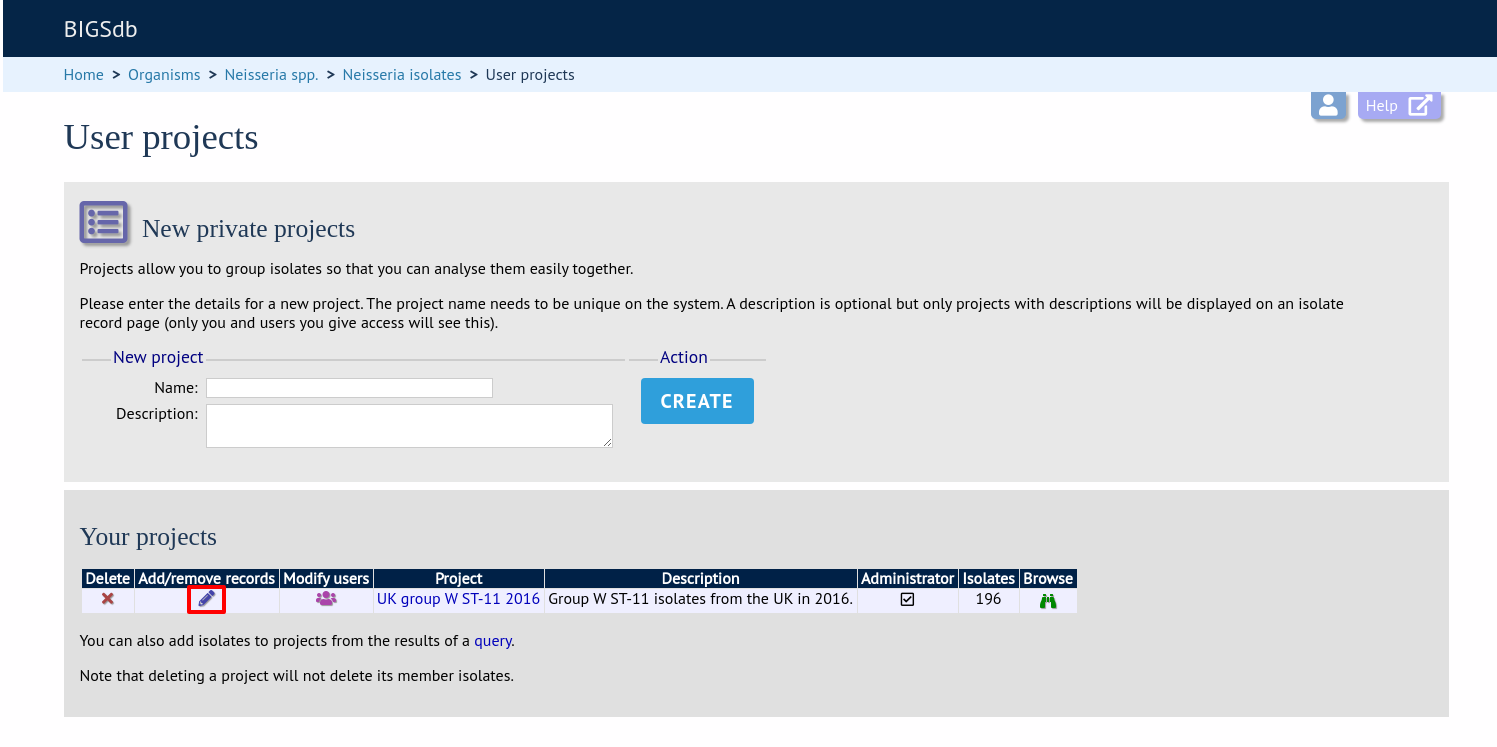 BIGSdb
Home > Organisms > Neisseria spp. > Neisseria isolates > User projects
Help
User projects
New private projects
Projects allow you to group isolates so that you can analyse them easily together.
Please enter the details for a new project. The project name needs to be unique on the system. A description is optional but only projects with descriptions will be displayed on an isolate
record page (only you and users you give access will see this).
New project Action
Name:
CREATE
Description:
Your projects
Delete Add/remove records Modify users Project Description Administrator Isolates Browse
UK group W ST-11 2016 Group W ST-11 isolates from the UK in 2016. 196
You can also add isolates to projects from the results of a query.
Note that deleting a project will not delete its member isolates.